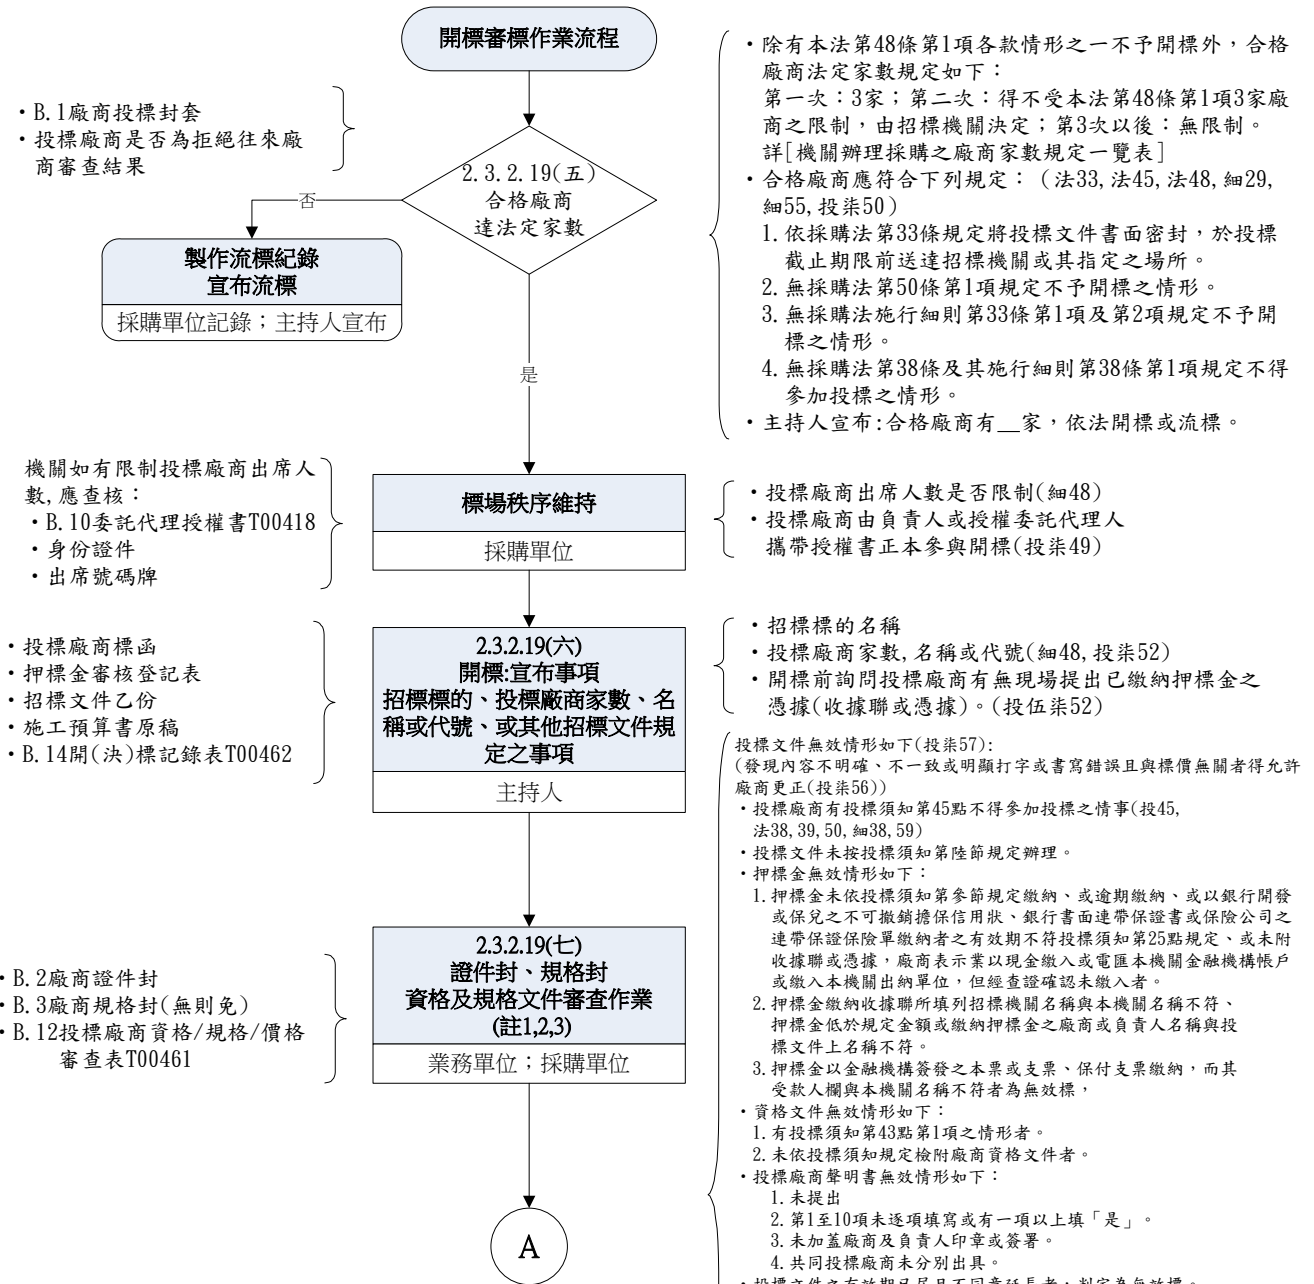 開標審標作業流程
・B.1廠商投標封套
・投標廠商是否為拒絕往來廠
商審查結果
2.3.2.19(五)
合格廠商
達法定家數
否
製作流標紀錄
宣布流標
採購單位記錄；主持人宣布
是
・除有本法第48條第1項各款情形之一不予開標外，合格
廠商法定家數規定如下：
第一次：3家；第二次：得不受本法第48條第1項3家廠
商之限制，由招標機關決定；第3次以後：無限制。
詳[機關辦理採購之廠商家數規定一覽表]
・合格廠商應符合下列規定：（法33,法45,法48,細29,
細55,投柒50）
1.依採購法第33條規定將投標文件書面密封，於投標
截止期限前送達招標機關或其指定之場所。
2.無採購法第50條第1項規定不予開標之情形。
3.無採購法施行細則第33條第1項及第2項規定不予開
標之情形。
4.無採購法第38條及其施行細則第38條第1項規定不得
參加投標之情形。
・主持人宣布:合格廠商有__家，依法開標或流標。
機關如有限制投標廠商出席人
數,應查核：
・B.10委託代理授權書T00418
・身份證件
・出席號碼牌
標場秩序維持
採購單位
・投標廠商出席人數是否限制(細48)
・投標廠商由負責人或授權委託代理人
攜帶授權書正本參與開標(投柒49)
・投標廠商標函
・押標金審核登記表
・招標文件乙份
・施工預算書原稿
・B.14開(決)標記錄表T00462
2.3.2.19(六)
開標:宣布事項
招標標的、投標廠商家數、名
稱或代號、或其他招標文件規
定之事項
主持人
・招標標的名稱
・投標廠商家數,名稱或代號(細48,投柒52)
・開標前詢問投標廠商有無現場提出已繳納押標金之
憑據(收據聯或憑據)。(投伍柒52)
・B.2廠商證件封
・B.3廠商規格封(無則免)
・B.12投標廠商資格/規格/價格
審查表T00461
2.3.2.19(七)
證件封、規格封
資格及規格文件審查作業
(註1,2,3)
業務單位；採購單位
A
投標文件無效情形如下(投柒57):
(發現內容不明確、不一致或明顯打字或書寫錯誤且與標價無關者得允許
廠商更正(投柒56))
・投標廠商有投標須知第45點不得參加投標之情事(投45,
法38,39,50,細38,59)
・投標文件未按投標須知第陸節規定辦理。
・押標金無效情形如下：
1.押標金未依投標須知第參節規定繳納、或逾期繳納、或以銀行開發
或保兌之不可撤銷擔保信用狀、銀行書面連帶保證書或保險公司之
連帶保證保險單繳納者之有效期不符投標須知第25點規定、或未附
收據聯或憑據，廠商表示業以現金繳入或電匯本機關金融機構帳戶
或繳入本機關出納單位，但經查證確認未繳入者。
2.押標金繳納收據聯所填列招標機關名稱與本機關名稱不符、
押標金低於規定金額或繳納押標金之廠商或負責人名稱與投
標文件上名稱不符。
3.押標金以金融機構簽發之本票或支票、保付支票繳納，而其
受款人欄與本機關名稱不符者為無效標，
・資格文件無效情形如下：
1.有投標須知第43點第1項之情形者。
2.未依投標須知規定檢附廠商資格文件者。
・投標廠商聲明書無效情形如下：
1.未提出
2.第1至10項未逐項填寫或有一項以上填「是」。
3.未加蓋廠商及負責人印章或簽署。
4.共同投標廠商未分別出具。
・投標文件之有效期已屆且不同意延長者，判定為無效標。